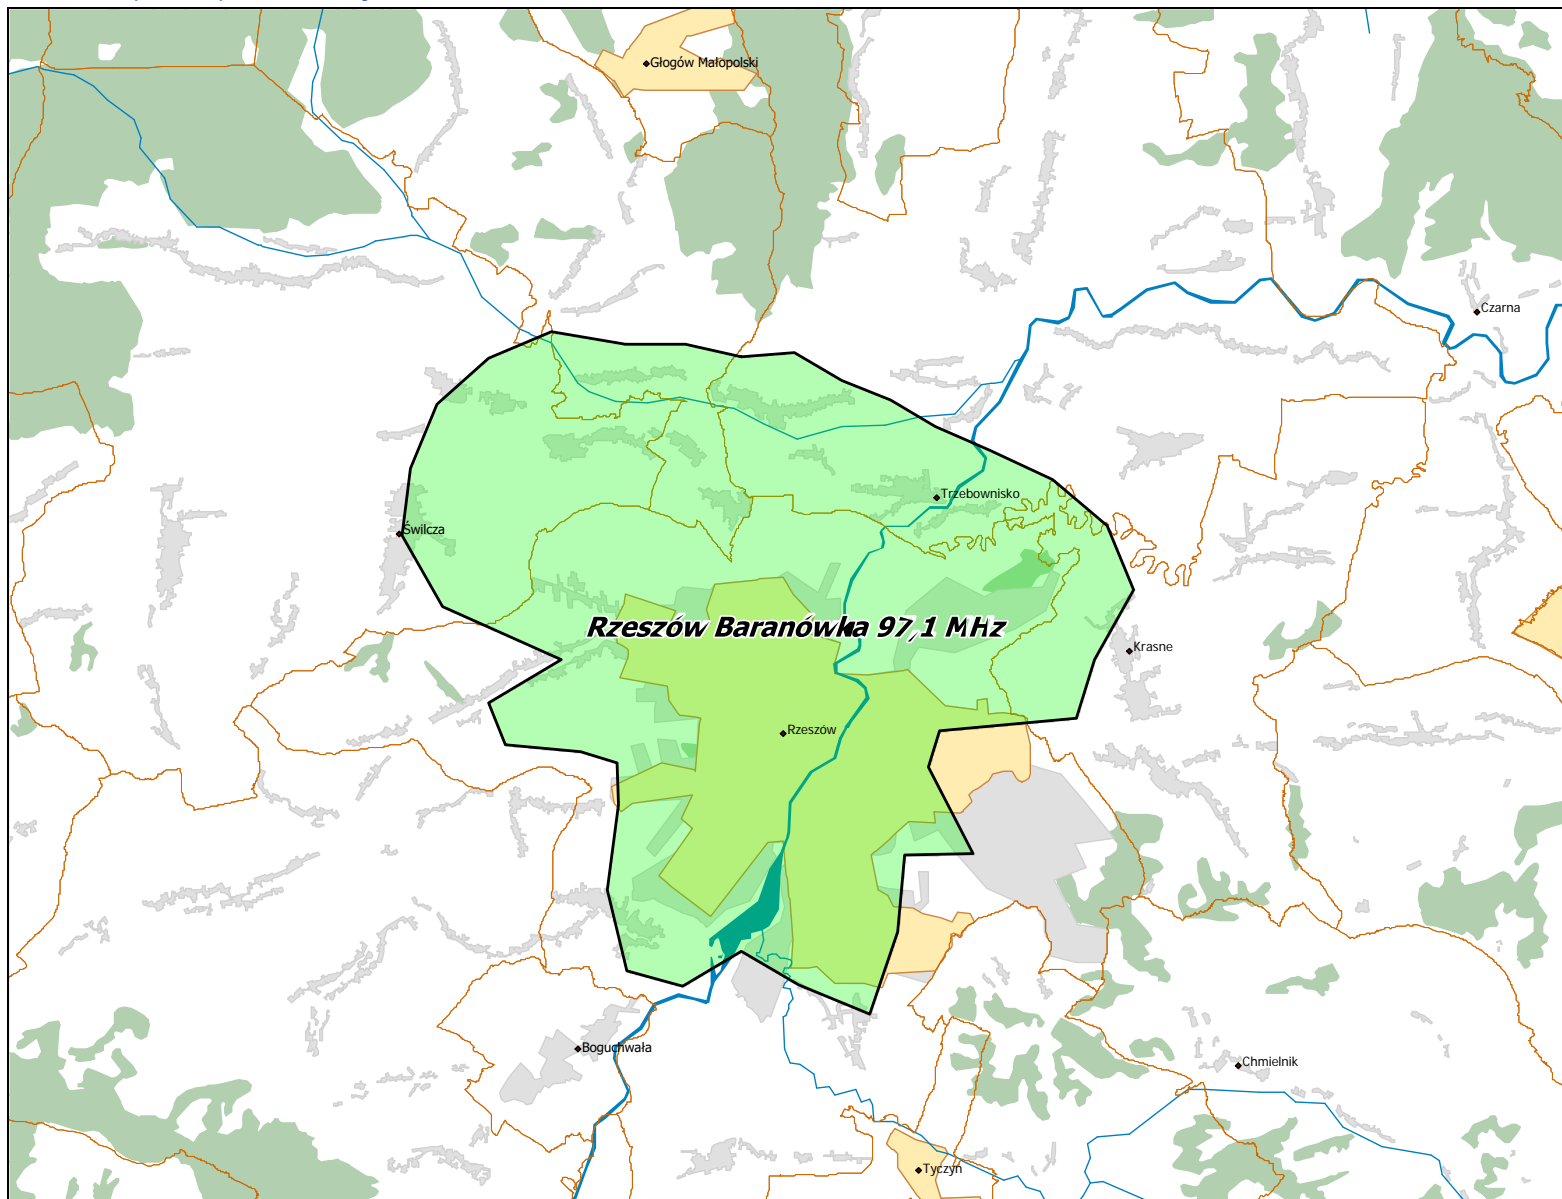 Głogów Małopolski
Czarna
Trzebownisko
Świlcza
Rzeszów Baranówka 97,1 MHz
Krasne
Rzeszów
Boguchwała
Chmielnik
Tyczyn